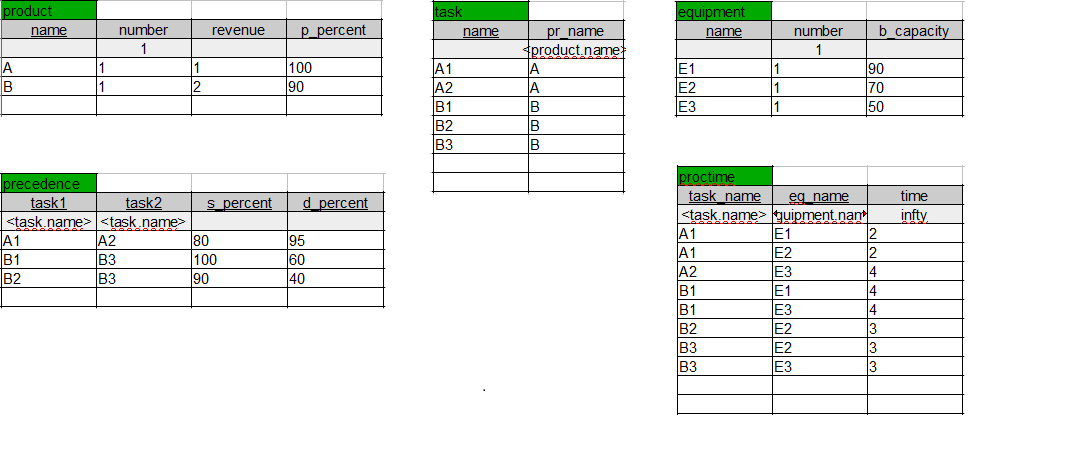 product
name number revenue p_percent
1
A 1 1 100
B 1 2 90
task
name pr_name
<product.name>
A1 A
A2 A
B1 B
B2 B
B3 B
equipment
name number b_capacity
1
E1 1 90
E2 1 70
E3 1 50
precedence
task1 task2 s_percent d_percent
<task.name> <task.name>
A1 A2 80 95
B1 B3 100 60
B2 B3 90 40
proctime
task_name eq_name time
<task.name> quipment.nam infty
A1 E1 2
A1 E2 2
A2 E3 4
B1 E1 4
B1 E3 4
B2 E2 3
B3 E2 3
B3 E3 3